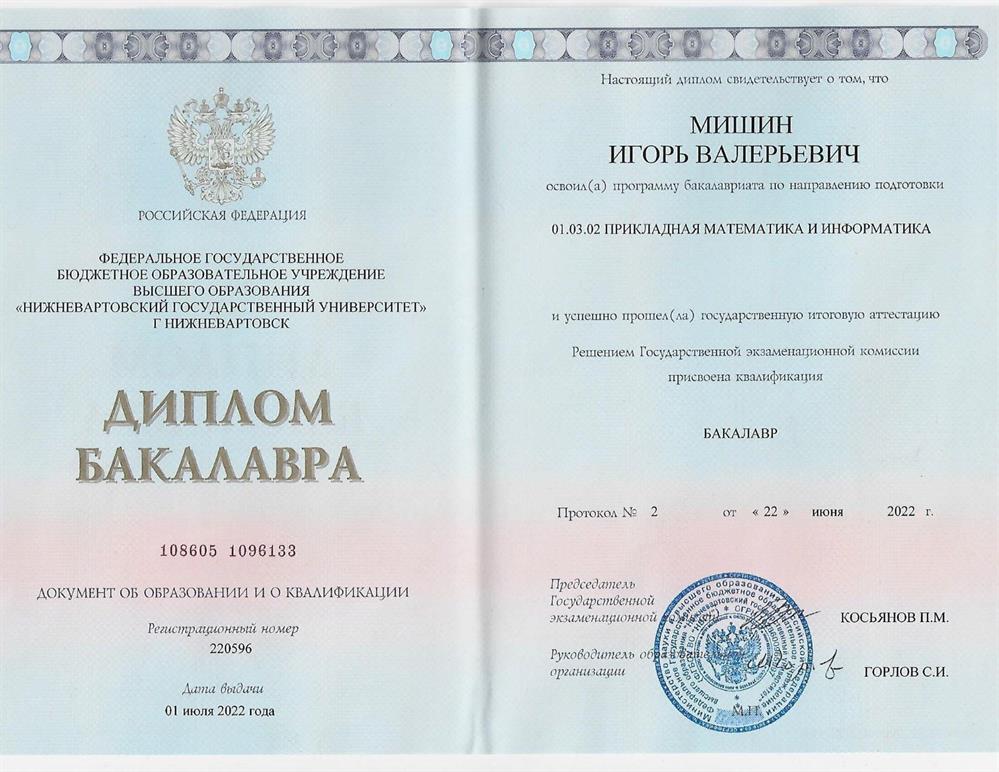 РОССИЙСКАЯ ФЕДЕРАЦИЯ
ФЕДЕРАЛЬНОЕ ГОСУДАРСТВЕННОЕ
БЮДЖЕТНОЕ ОБРАЗОВАТЕЛЬНОЕ УЧРЕЖДЕНИЕ
ВЫСШЕГО ОБРАЗОВАНИЯ
«НИЖНЕВАРТОВСКИЙ ГОСУДАРСТВЕННЫЙ УНИВЕРСИТЕТ»
Г НИЖНЕВАРТОВСК
ДИПЛОМ
БАКАЛАВРА
108605 1096133
ДОКУМЕНТ ОБ ОБРАЗОВАНИИ И О КВАЛИФИКАЦИИ
Регистрационный номер
220596
Дата выдачи
01 июля 2022 года
Настоящий диплом свидетельствует о том, что
МИШИН
ИГОРЬ ВАЛЕРЬЕВИЧ
освоил(а) программу бакалавриата по направлению подготовки
01.03.02 ПРИКЛАДНАЯ МАТЕМАТИКА И ИНФОРМАТИКА
и успешно прошел(ла) государственную итоговую аттестацию
Решением Государственной экзаменационной комиссии
присвоена квалификация
БАКАЛАВР
Протокол № 2 от « 22 » июня 2022 г.
Председатель
Государственной
экзаменационной КОСЬЯНОВ П.М.
Руководитель образовательной
организации ГОРЛОВ С.И.
М.П.